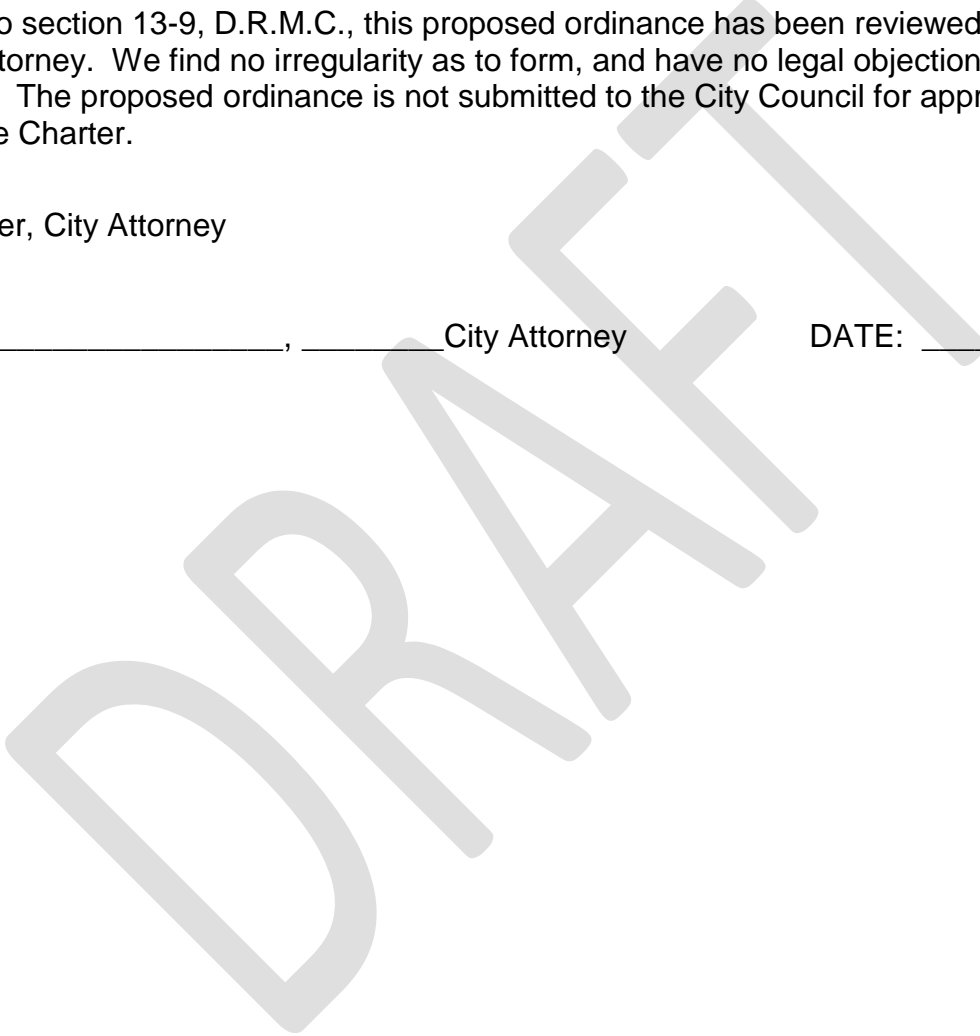 o section 13-9, D.R.M.C., this proposed ordinance has been reviewed
torney. We find no irregularity as to form, and have no legal objection
The proposed ordinance is not submitted to the City Council for appr
e Charter.
er, City Attorney
_________________, ________City Attorney DATE: ____
DRAFT